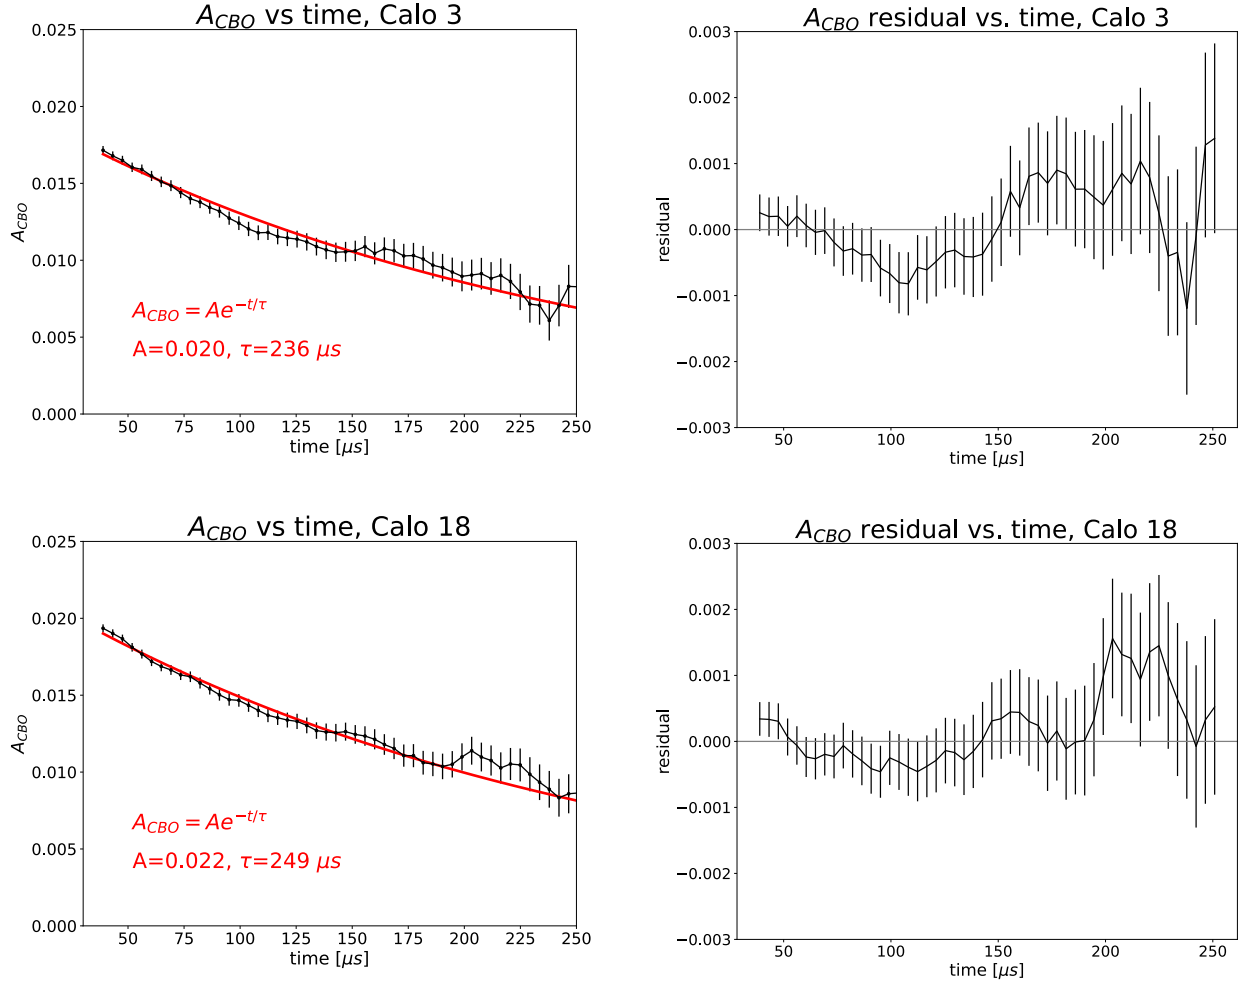 A_CBO vs time, Calo 3
0.025
0.020
0.015
0.010
0.005
0.000
A_CBO
A_CBO = Ae^−t/τ
A=0.020, τ=236 μs
50 75 100 125 150 175 200 225 250
time [μs]
A_CBO residual vs. time, Calo 3
0.003
0.002
0.001
0.000
−0.001
−0.002
−0.003
residual
50 100 150 200 250
time [μs]
A_CBO vs time, Calo 18
0.025
0.020
0.015
0.010
0.005
0.000
A_CBO
A_CBO = Ae^−t/τ
A=0.022, τ=249 μs
50 75 100 125 150 175 200 225 250
time [μs]
A_CBO residual vs. time, Calo 18
0.003
0.002
0.001
0.000
−0.001
−0.002
−0.003
residual
50 100 150 200 250
time [μs]